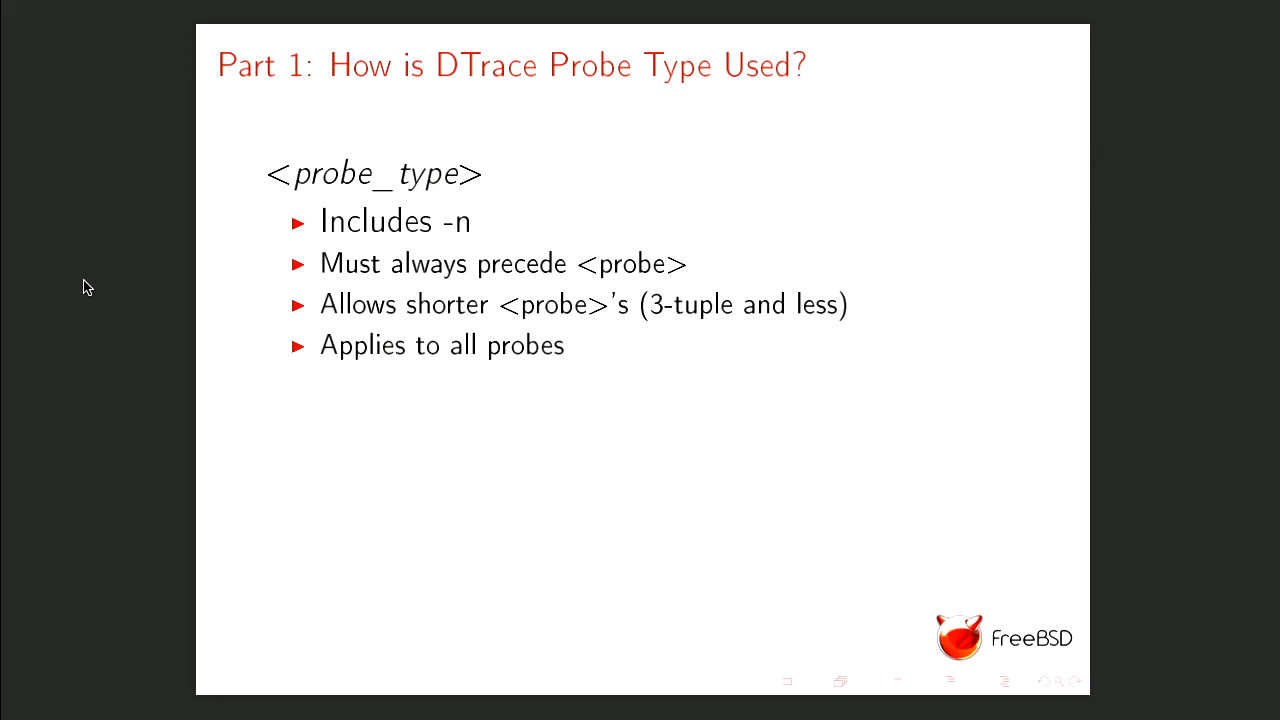 Part 1: How is DTrace Probe Type Used?
<probe_type>
Includes -n
Must always precede <probe>
Allows shorter <probe>'s (3-tuple and less)
Applies to all probes
FreeBSD